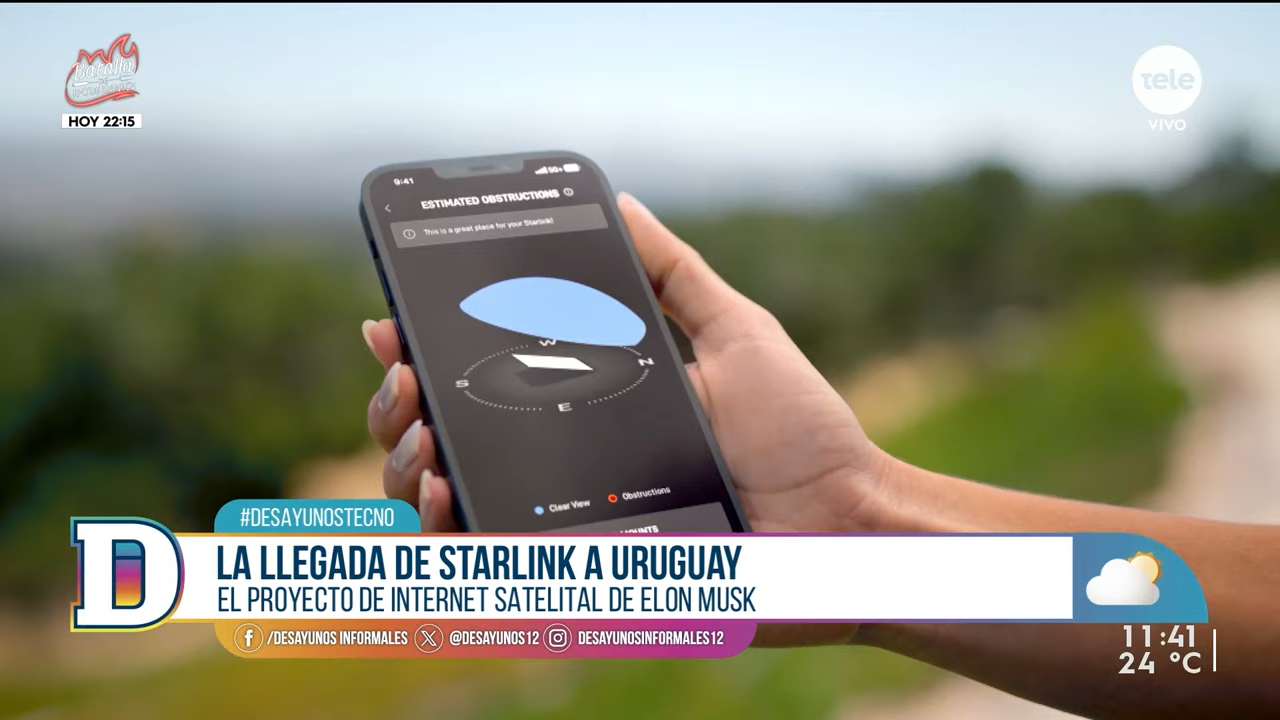 Batalla
HOY 22:15
tele
VIVO
9:41
5G+
ESTIMATED OBSTRUCTIONS
This is a great place for your Starlink!
W
N
S
E
Clear View
Obstructions
#DESAYUNOSTECNO
D
LA LLEGADA DE STARLINK A URUGUAY
EL PROYECTO DE INTERNET SATELITAL DE ELON MUSK
/DESAYUNOS INFORMALES @DESAYUNOS12 DESAYUNOSINFORMALES12
11:41
24 °C